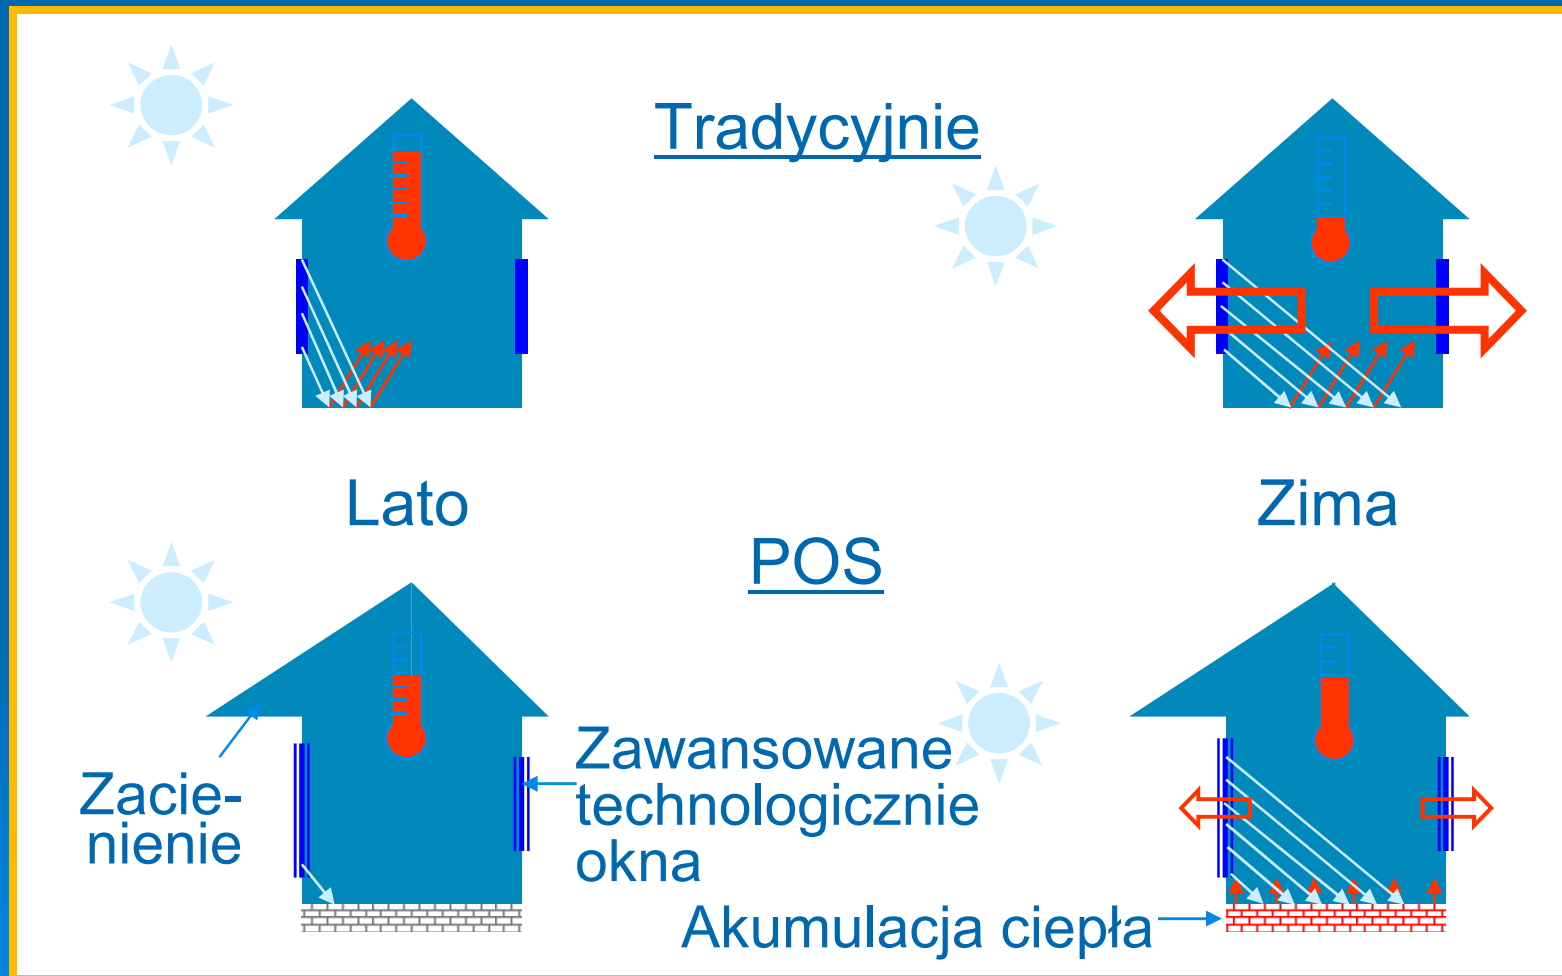 Tradycyjnie
Lato
Zima
POS
Zacie-
nienie
Zawansowane
technologicznie
okna
Akumulacja ciepła